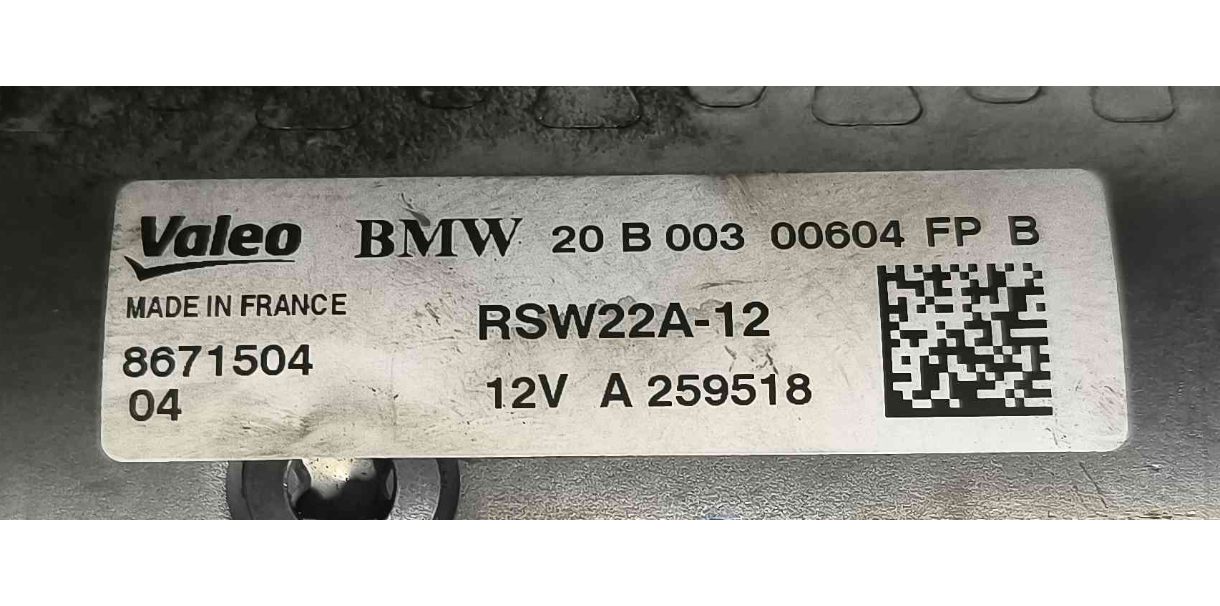 Valeo BMW 20 B 003 00604 FP B
MADE IN FRANCE
RSW22A-12
8671504
04
12V A 259518